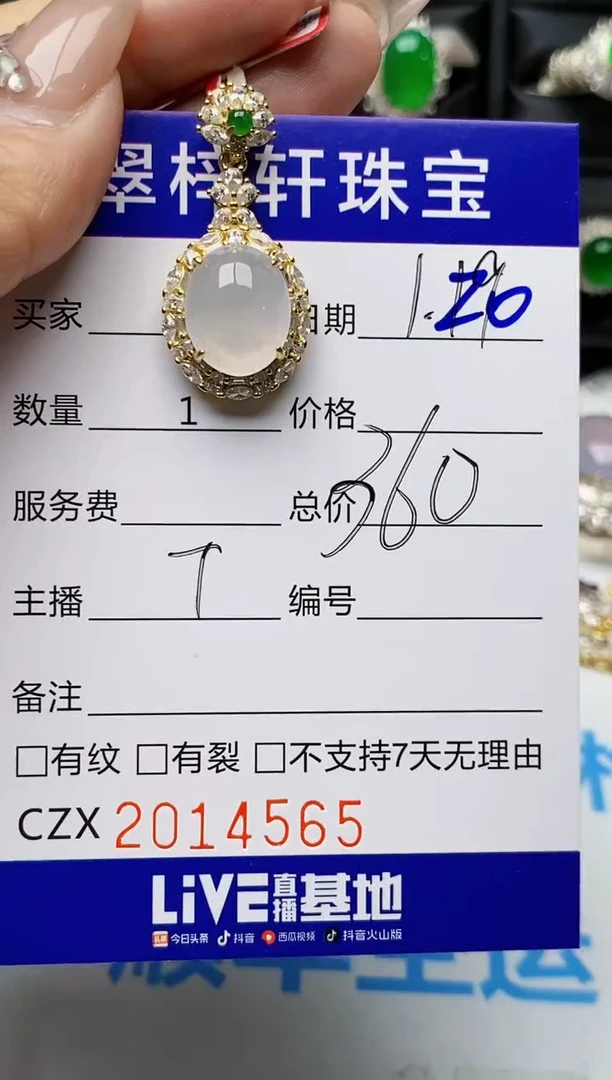 翠梓轩珠宝
买家 日期 1.19 20
数量 1 价格
服务费 总价 360
主播 T 编号
备注
□有纹 □有裂 □不支持7天无理由
CZX 2014565
LiVE直播基地
今日头条 抖音 西瓜视频 抖音火山版